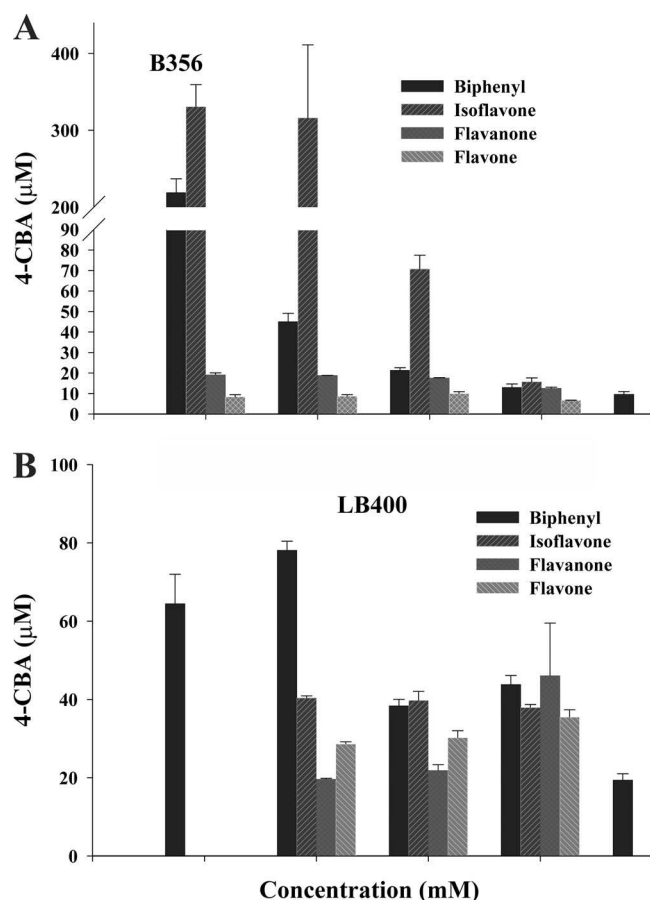 A
B356
Biphenyl
Isoflavone
Flavanone
Flavone
4-CBA (μM)
400
300
200
90
80
70
60
50
40
30
20
10
0
B
LB400
Biphenyl
Isoflavone
Flavanone
Flavone
4-CBA (μM)
100
80
60
40
20
0
Concentration (mM)